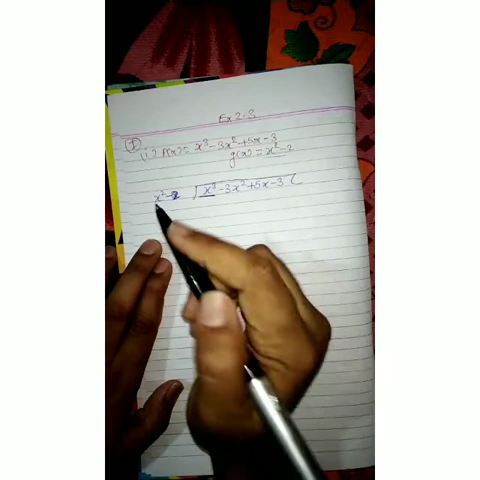 Ex 2.3
1 (i) P(x) = x³ - 3x² + 5x - 3
g(x) = x² - 2
x² - 2 ) x³ - 3x² + 5x - 3 (